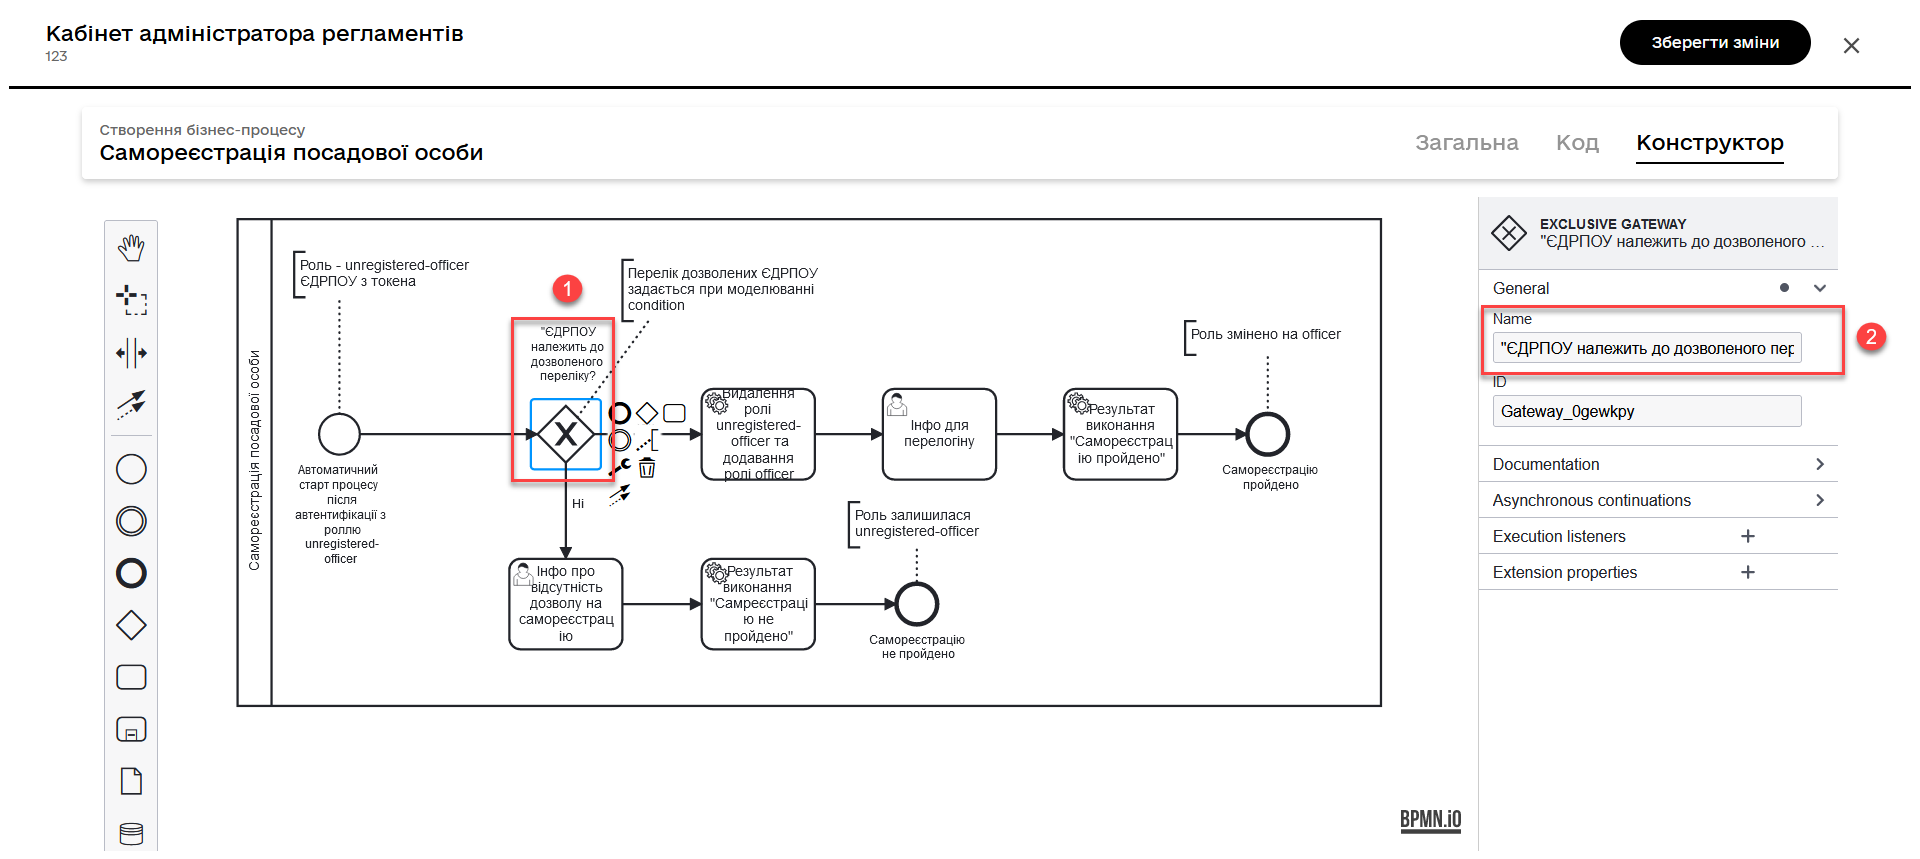 Кабінет адміністратора регламентів
123
Зберегти зміни
Створення бізнес-процесу
Самореєстрація посадової особи
Загальна
Код
Конструктор
Самореєстрація посадової особи
Роль - unregistered-officer
ЄДРПОУ з токена
1
Перелік дозволених ЄДРПОУ
задається при моделюванні
condition
"ЄДРПОУ
належить до
дозволеного
переліку?
Автоматичний
старт процесу
після
автентифікації з
роллю
unregistered-
officer
Ні
Видалення
ролі
unregistered-
officer та
додавання
ролі officer
Інфо для
перелогіну
Результат
виконання
"Самореєстрац
ію пройдено"
Роль змінено на officer
Самореєстрацію
пройдено
Інфо про
відсутність
дозволу на
самореєстрац
ію
Результат
виконання
"Самреєстраці
ю не
пройдено"
Роль залишилася
unregistered-officer
Самореєстрацію
не пройдено
BPMN.iO
EXCLUSIVE GATEWAY
"ЄДРПОУ належить до дозволеного ...
General
Name
"ЄДРПОУ належить до дозволеного пер
2
ID
Gateway_0gewkpy
Documentation
Asynchronous continuations
Execution listeners
Extension properties